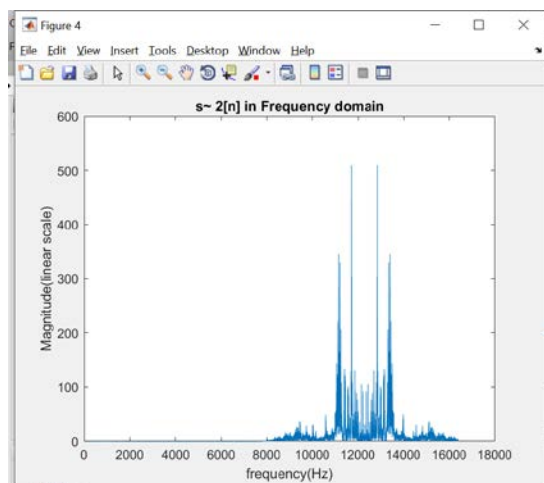 Figure 4
File Edit View Insert Tools Desktop Window Help
s~ 2[n] in Frequency domain
600
500
400
300
200
100
0
Magnitude(linear scale)
0 2000 4000 6000 8000 10000 12000 14000 16000 18000
frequency(Hz)